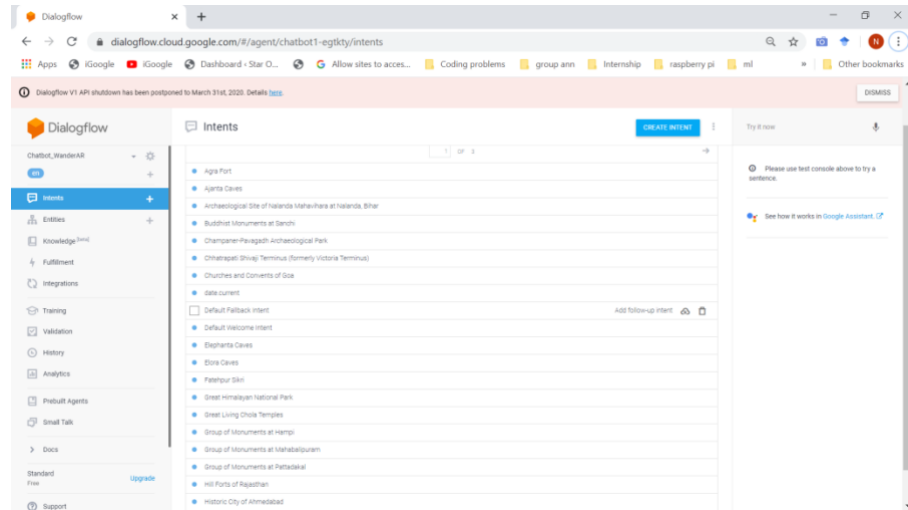 Dialogflow
dialogflow.cloud.google.com/#/agent/chatbot1-egtkty/intents
N
Apps iGoogle iGoogle Dashboard ‹ Star O... Allow sites to acces... Coding problems group ann Internship raspberry pi ml » Other bookmarks
Dialogflow V1 API shutdown has been postponed to March 31st, 2020. Details here.
DISMISS
Dialogflow
Intents
CREATE INTENT
Try it now
Chatbot_WanderAR
en
Intents
Entities
Knowledge [beta]
Fulfillment
Integrations
Training
Validation
History
Analytics
Prebuilt Agents
Small Talk
Docs
Standard
Free
Upgrade
Support
1 OF
Agra Fort
Ajanta Caves
Archaeological Site of Nalanda Mahavihara at Nalanda, Bihar
Buddhist Monuments at Sanchi
Champaner-Pavagadh Archaeological Park
Chhatrapati Shivaji Terminus (formerly Victoria Terminus)
Churches and Convents of Goa
date.current
Default Fallback Intent
Add follow-up intent
Default Welcome Intent
Elephanta Caves
Elora Caves
Fatehpur Sikri
Great Himalayan National Park
Great Living Chola Temples
Group of Monuments at Hampi
Group of Monuments at Mahabalipuram
Group of Monuments at Pattadakal
Hill Forts of Rajasthan
Historic City of Ahmedabad
Please use test console above to try a
sentence.
See how it works in Google Assistant.